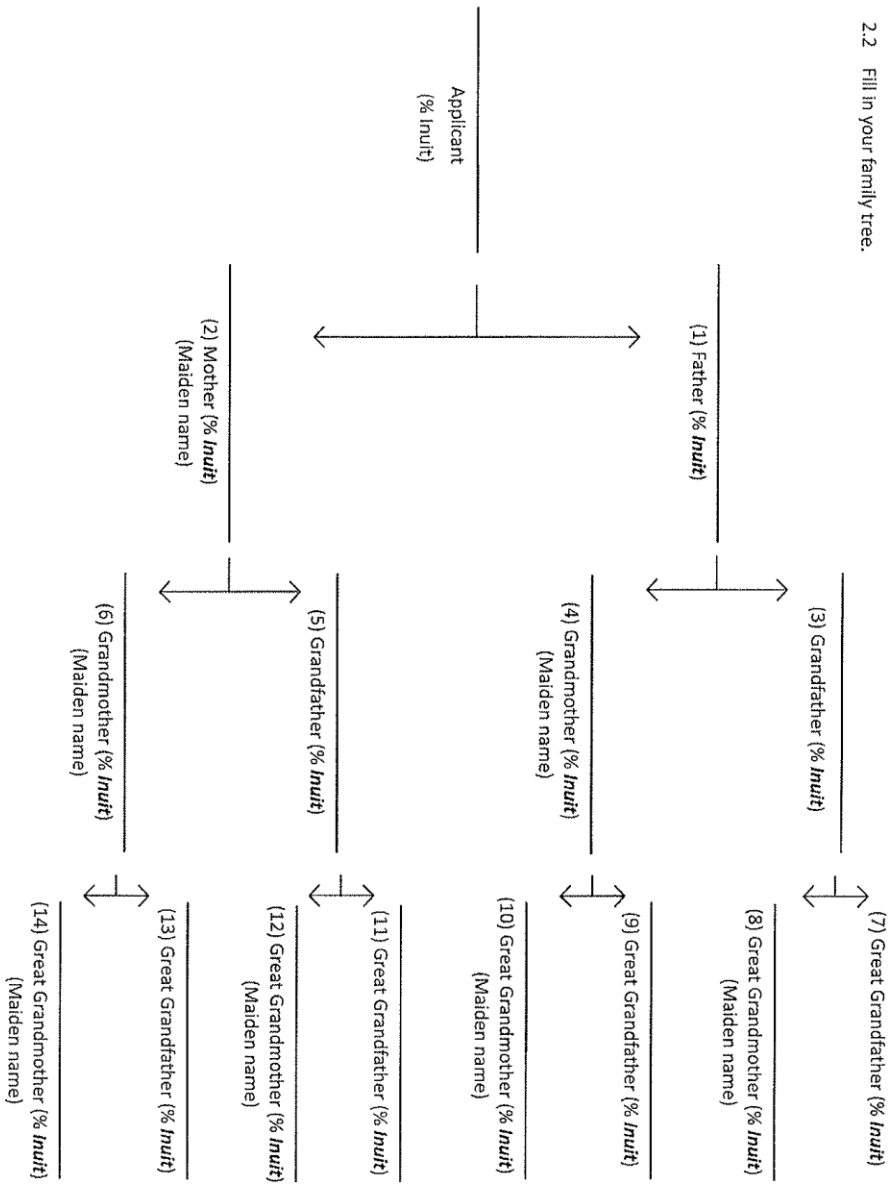 2.2 Fill in your family tree.
Applicant
(% Inuit)
(1) Father (% Inuit)
(2) Mother (% Inuit)
(Maiden name)
(3) Grandfather (% Inuit)
(4) Grandmother (% Inuit)
(Maiden name)
(5) Grandfather (% Inuit)
(6) Grandmother (% Inuit)
(Maiden name)
(7) Great Grandfather (% Inuit)
(8) Great Grandmother (% Inuit)
(Maiden name)
(9) Great Grandfather (% Inuit)
(10) Great Grandmother (% Inuit)
(Maiden name)
(11) Great Grandfather (% Inuit)
(12) Great Grandmother (% Inuit)
(Maiden name)
(13) Great Grandfather (% Inuit)
(14) Great Grandmother (% Inuit)
(Maiden name)